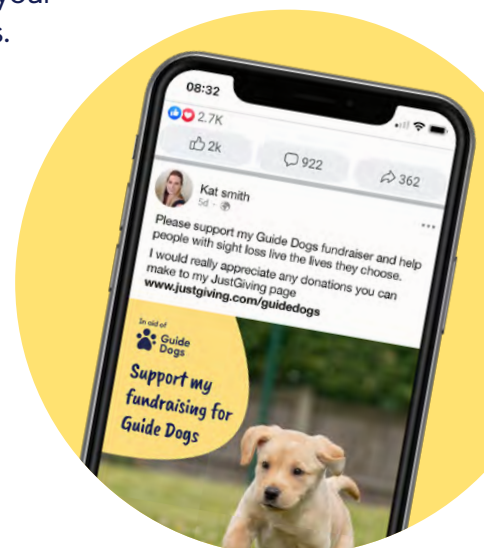 your
s.
08:32
2.7K
2k
922
362
Kat smith
5d
Please support my Guide Dogs fundraiser and help
people with sight loss live the lives they choose.
I would really appreciate any donations you can
make to my JustGiving page
www.justgiving.com/guidedogs
In aid of
Guide
Dogs
Support my
fundraising for
Guide Dogs